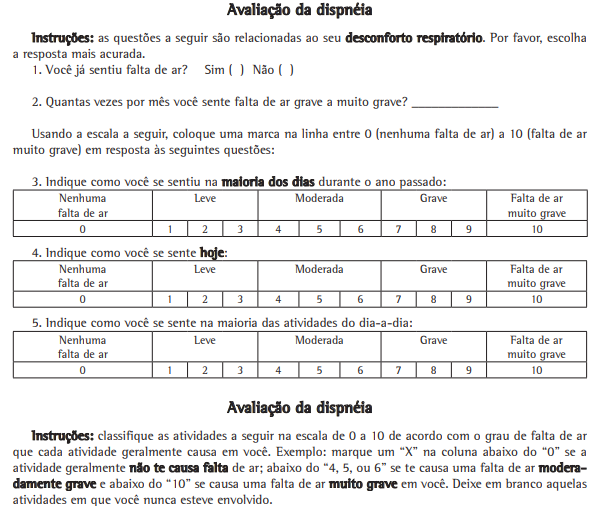 Avaliação da dispnéia
Instruções: as questões a seguir são relacionadas ao seu desconforto respiratório. Por favor, escolha
a resposta mais acurada.
1. Você já sentiu falta de ar? Sim ( ) Não ( )
2. Quantas vezes por mês você sente falta de ar grave a muito grave? _____________
Usando a escala a seguir, coloque uma marca na linha entre 0 (nenhuma falta de ar) a 10 (falta de ar
muito grave) em resposta às seguintes questões:
3. Indique como você se sentiu na maioria dos dias durante o ano passado:
Nenhuma Leve Moderada Grave Falta de ar
falta de ar muito grave
0 1 2 3 4 5 6 7 8 9 10
4. Indique como você se sente hoje:
Nenhuma Leve Moderada Grave Falta de ar
falta de ar muito grave
0 1 2 3 4 5 6 7 8 9 10
5. Indique como você se sente na maioria das atividades do dia-a-dia:
Nenhuma Leve Moderada Grave Falta de ar
falta de ar muito grave
0 1 2 3 4 5 6 7 8 9 10
Avaliação da dispnéia
Instruções: classifique as atividades a seguir na escala de 0 a 10 de acordo com o grau de falta de ar
que cada atividade geralmente causa em você. Exemplo: marque um “X” na coluna abaixo do “0” se a
atividade geralmente não te causa falta de ar; abaixo do “4, 5, ou 6” se te causa uma falta de ar modera-
damente grave e abaixo do “10” se causa uma falta de ar muito grave em você. Deixe em branco aquelas
atividades em que você nunca esteve envolvido.